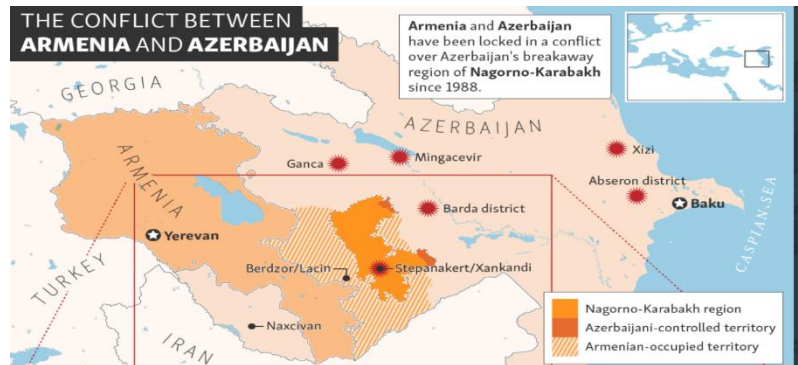 THE CONFLICT BETWEEN
ARMENIA AND AZERBAIJAN
Armenia and Azerbaijan
have been locked in a conflict
over Azerbaijan's breakaway
region of Nagorno-Karabakh
since 1988.
GEORGIA
AZERBAIJAN
ARMENIA
Ganca
Mingacevir
Xizi
Abseron district
Baku
Barda district
Yerevan
Berdzor/Lacin
Stepanakert/Xankandi
TURKEY
CASPIAN SEA
Naxcivan
IRAN
Nagorno-Karabakh region
Azerbaijani-controlled territory
Armenian-occupied territory